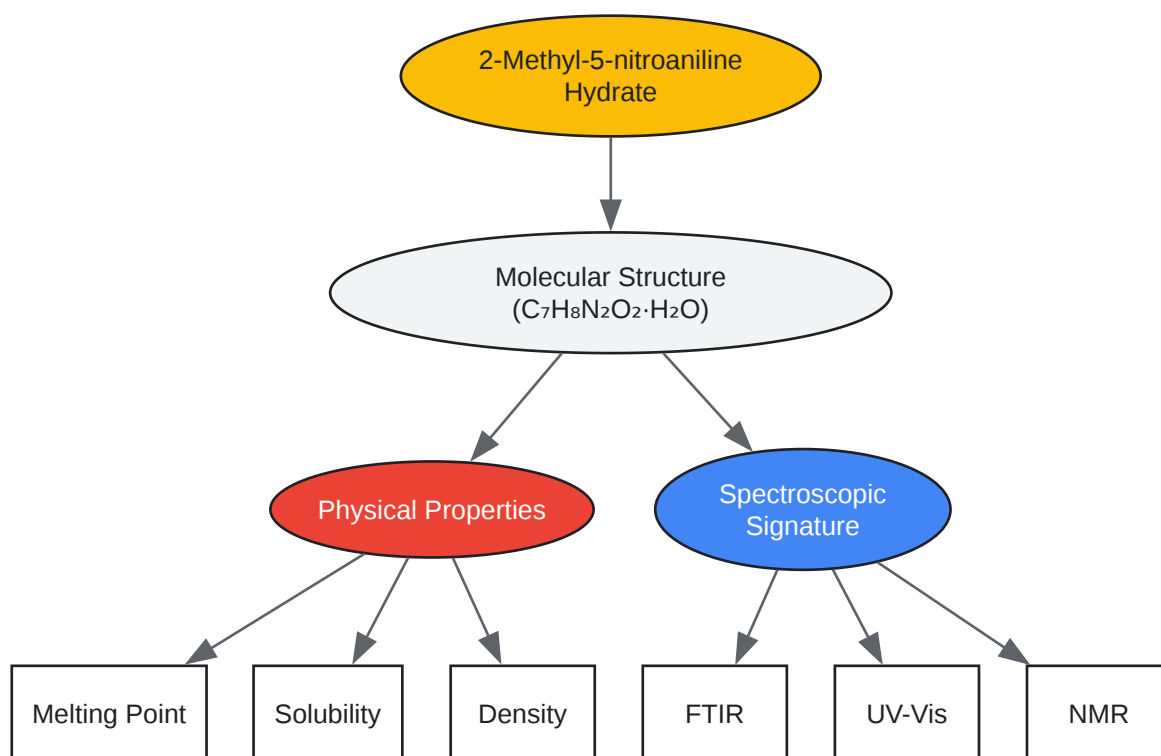 2-Methyl-5-nitroaniline
Hydrate
Molecular Structure
(C₇H₈N₂O₂·H₂O)
Physical Properties
Spectroscopic
Signature
Melting Point
Solubility
Density
FTIR
UV-Vis
NMR